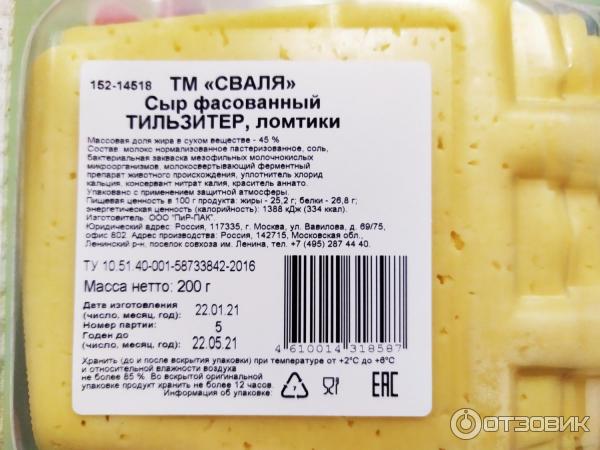 152-14518 ТМ «СВАЛЯ»
Сыр фасованный
ТИЛЬЗИТЕР, ломтики
Массовая доля жира в сухом веществе - 45 %
Состав: молоко нормализованное пастеризованное, соль,
бактериальная закваска мезофильных молочнокислых
микроорганизмов, молокосвертывающий ферментный
препарат животного происхождения, уплотнитель хлорид
кальция, консервант нитрат калия, краситель аннато.
Упаковано с применением защитной атмосферы.
Пищевая ценность в 100 г продукта: жиры - 25,2 г; белки - 26,8 г;
энергетическая ценность (калорийность): 1388 кДж (334 ккал).
Изготовитель: ООО "ПиР-ПАК".
Юридический адрес: Россия, 117335, г. Москва, ул. Вавилова, д. 69/75,
офис 802. Адрес производства: Россия, 142715, Московская обл.,
Ленинский р-н, поселок совхоза им. Ленина, тел. +7 (495) 287 44 40.
ТУ 10.51.40-001-58733842-2016
Масса нетто: 200 г
Дата изготовления
(число, месяц, год): 22.01.21
Номер партии: 5
Годен до
(число, месяц, год): 22.05.21
4 610014 318587
Хранить (до и после вскрытия упаковки) при температуре от +2°С до +6°С
и относительной влажности воздуха
не более 85 %. Во вскрытой оригинальной
упаковке продукт хранить не более 12 часов.
Информация об упаковке:
ЕАС
ОТЗОВИК